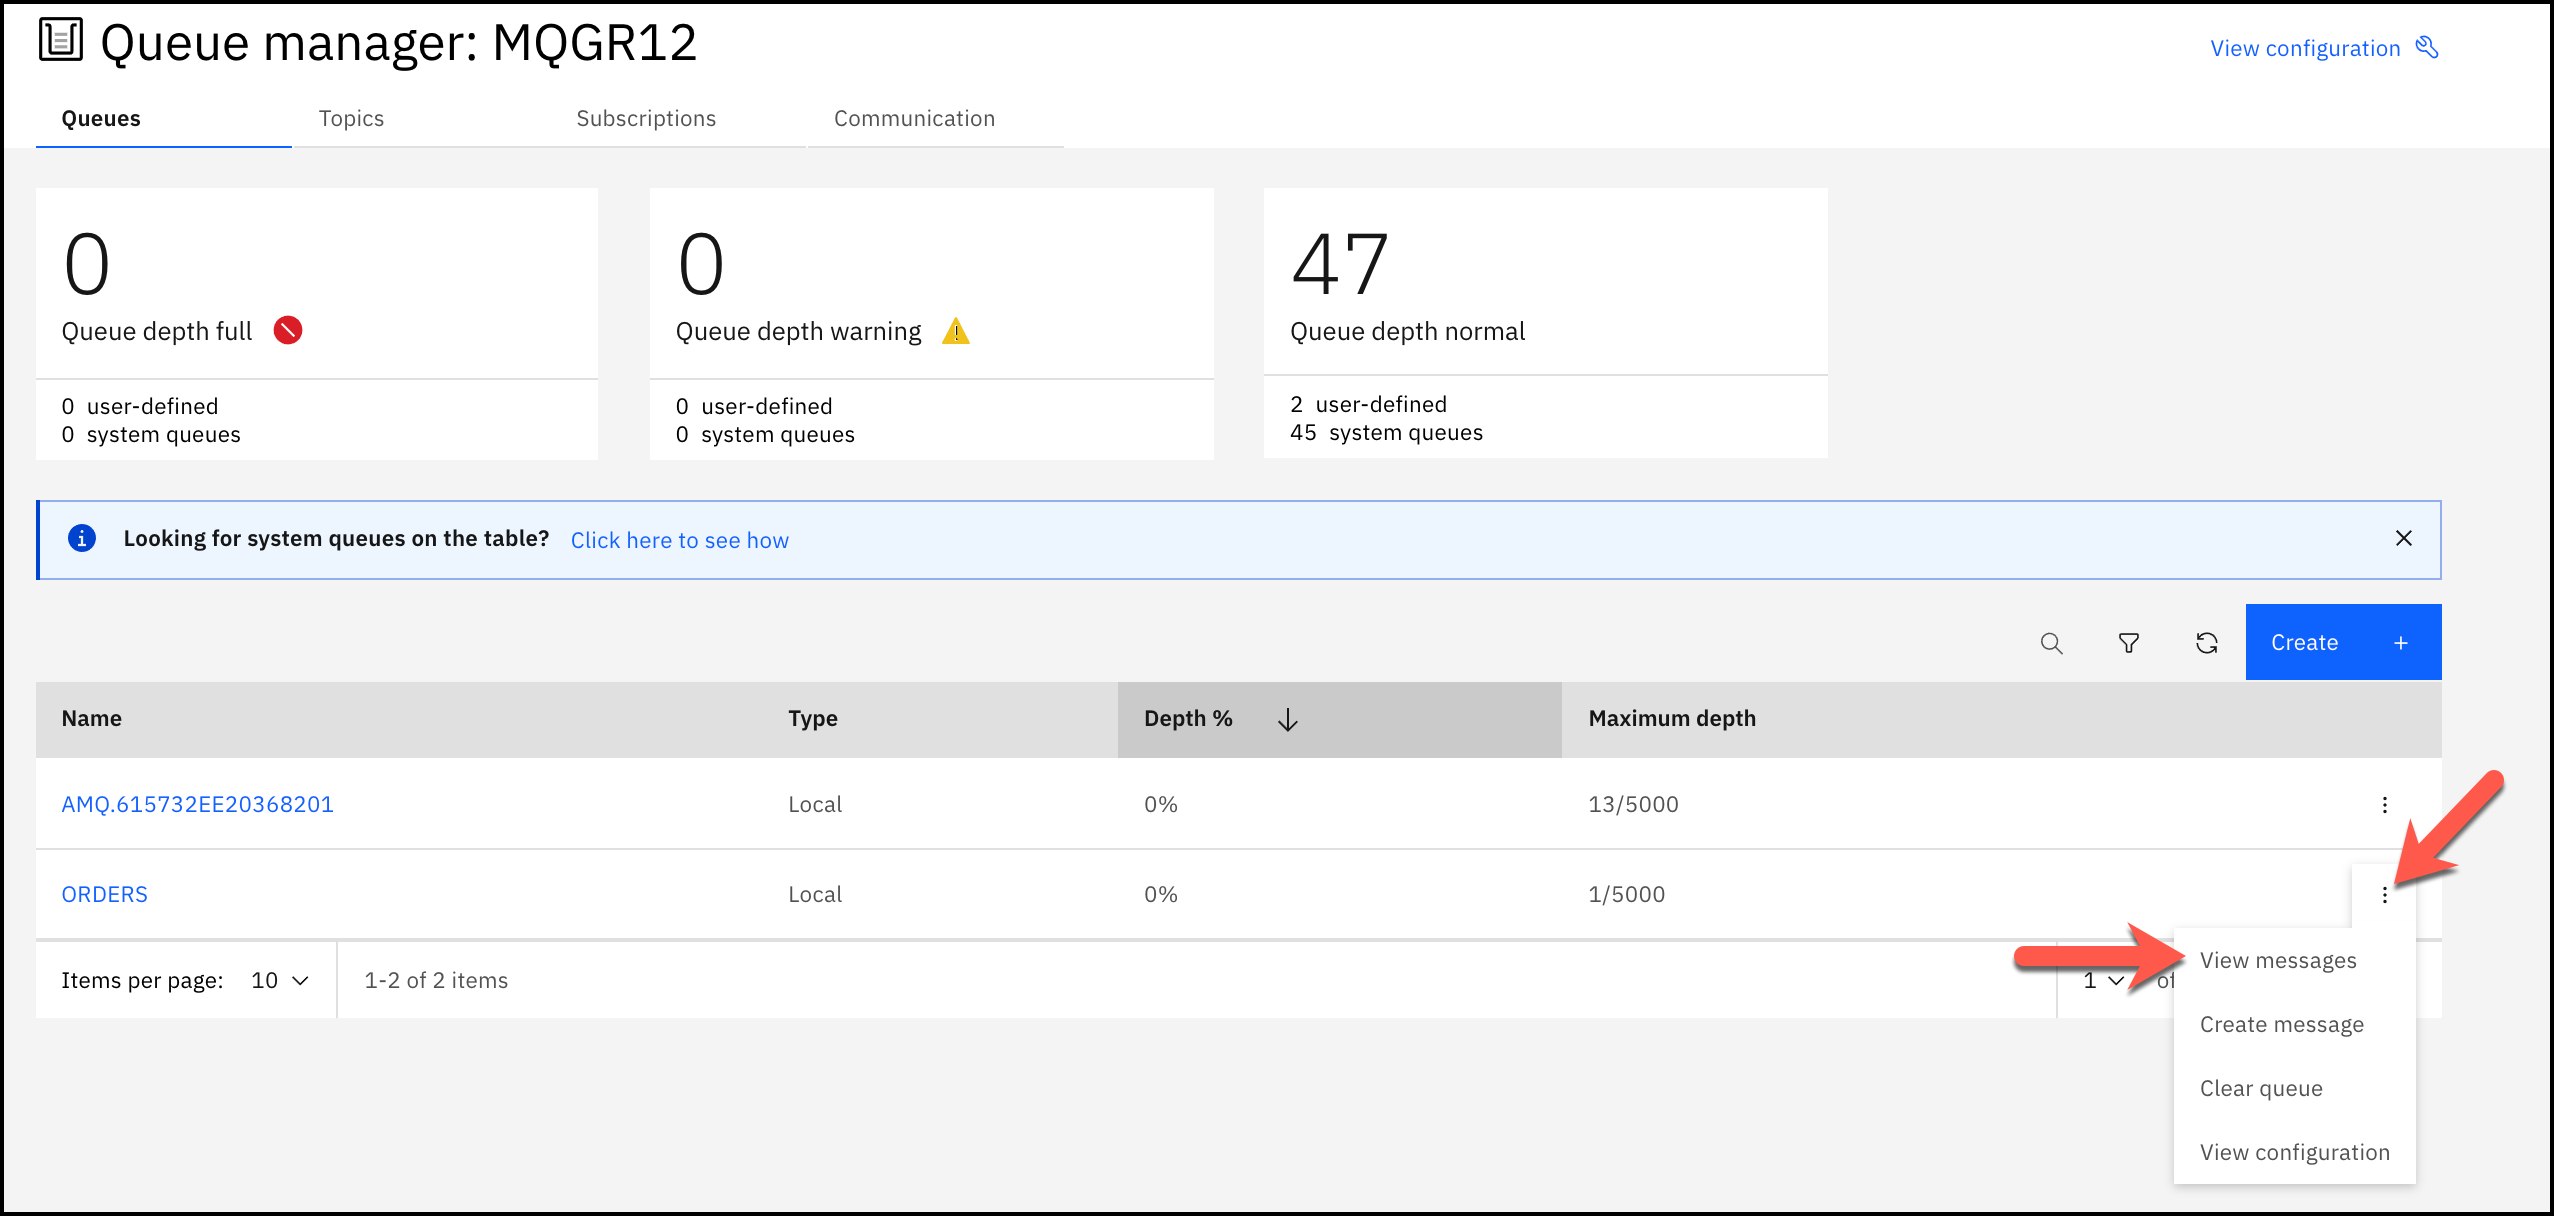 Queue manager: MQGR12
View configuration
Queues Topics Subscriptions Communication
0
Queue depth full
0 user-defined
0 system queues
0
Queue depth warning
0 user-defined
0 system queues
47
Queue depth normal
2 user-defined
45 system queues
Looking for system queues on the table? Click here to see how
Create +
Name Type Depth % Maximum depth
AMQ.615732EE20368201 Local 0% 13/5000
ORDERS Local 0% 1/5000
Items per page: 10 1-2 of 2 items 1 of
View messages
Create message
Clear queue
View configuration